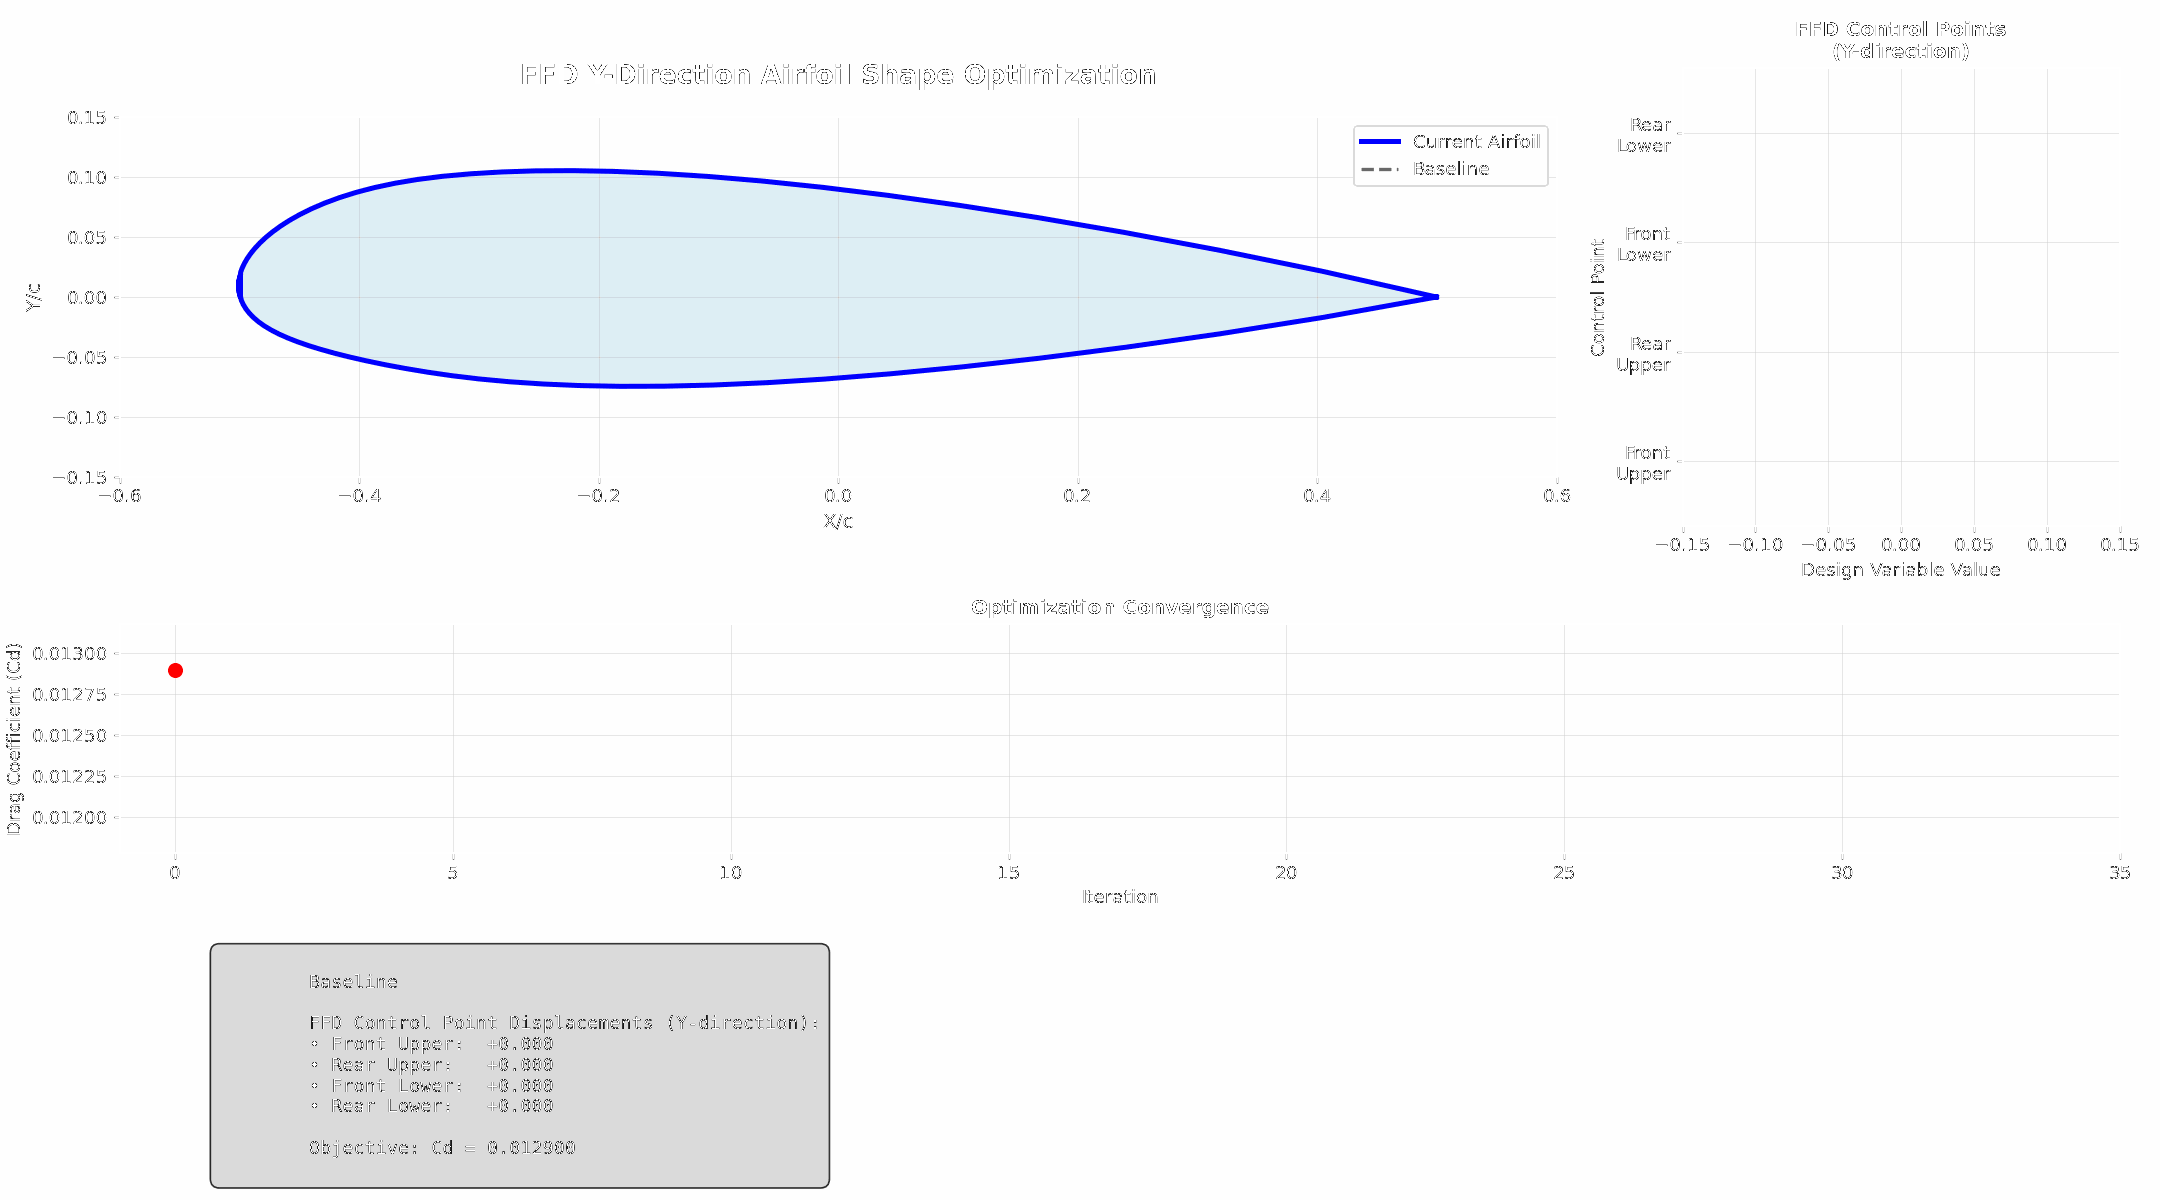 FFD Y-Direction Airfoil Shape Optimization
Y/c
0.15
0.10
0.05
0.00
−0.05
−0.10
−0.15
Current Airfoil
Baseline
−0.6 −0.4 −0.2 0.0 0.2 0.4 0.6
X/c
FFD Control Points
(Y-direction)
Control Point
Rear
Lower
Front
Lower
Rear
Upper
Front
Upper
−0.15 −0.10 −0.05 0.00 0.05 0.10 0.15
Design Variable Value
Optimization Convergence
Drag Coefficient (Cd)
0.01300
0.01275
0.01250
0.01225
0.01200
0 5 10 15 20 25 30 35
Iteration
Baseline
FFD Control Point Displacements (Y-direction):
• Front Upper: +0.000
• Rear Upper: +0.000
• Front Lower: +0.000
• Rear Lower: +0.000
Objective: Cd = 0.012900